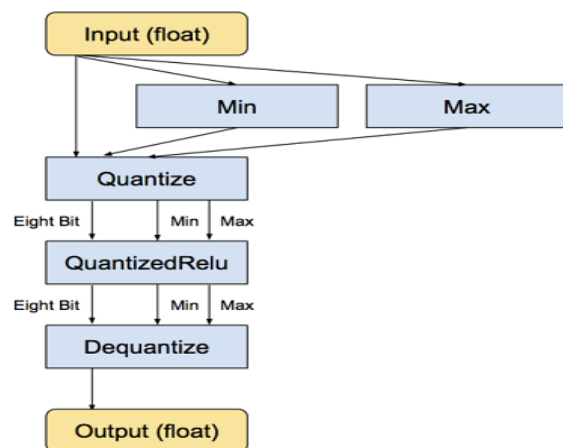 Input (float)
Min Max
Quantize
Eight Bit Min Max
QuantizedRelu
Eight Bit Min Max
Dequantize
Output (float)